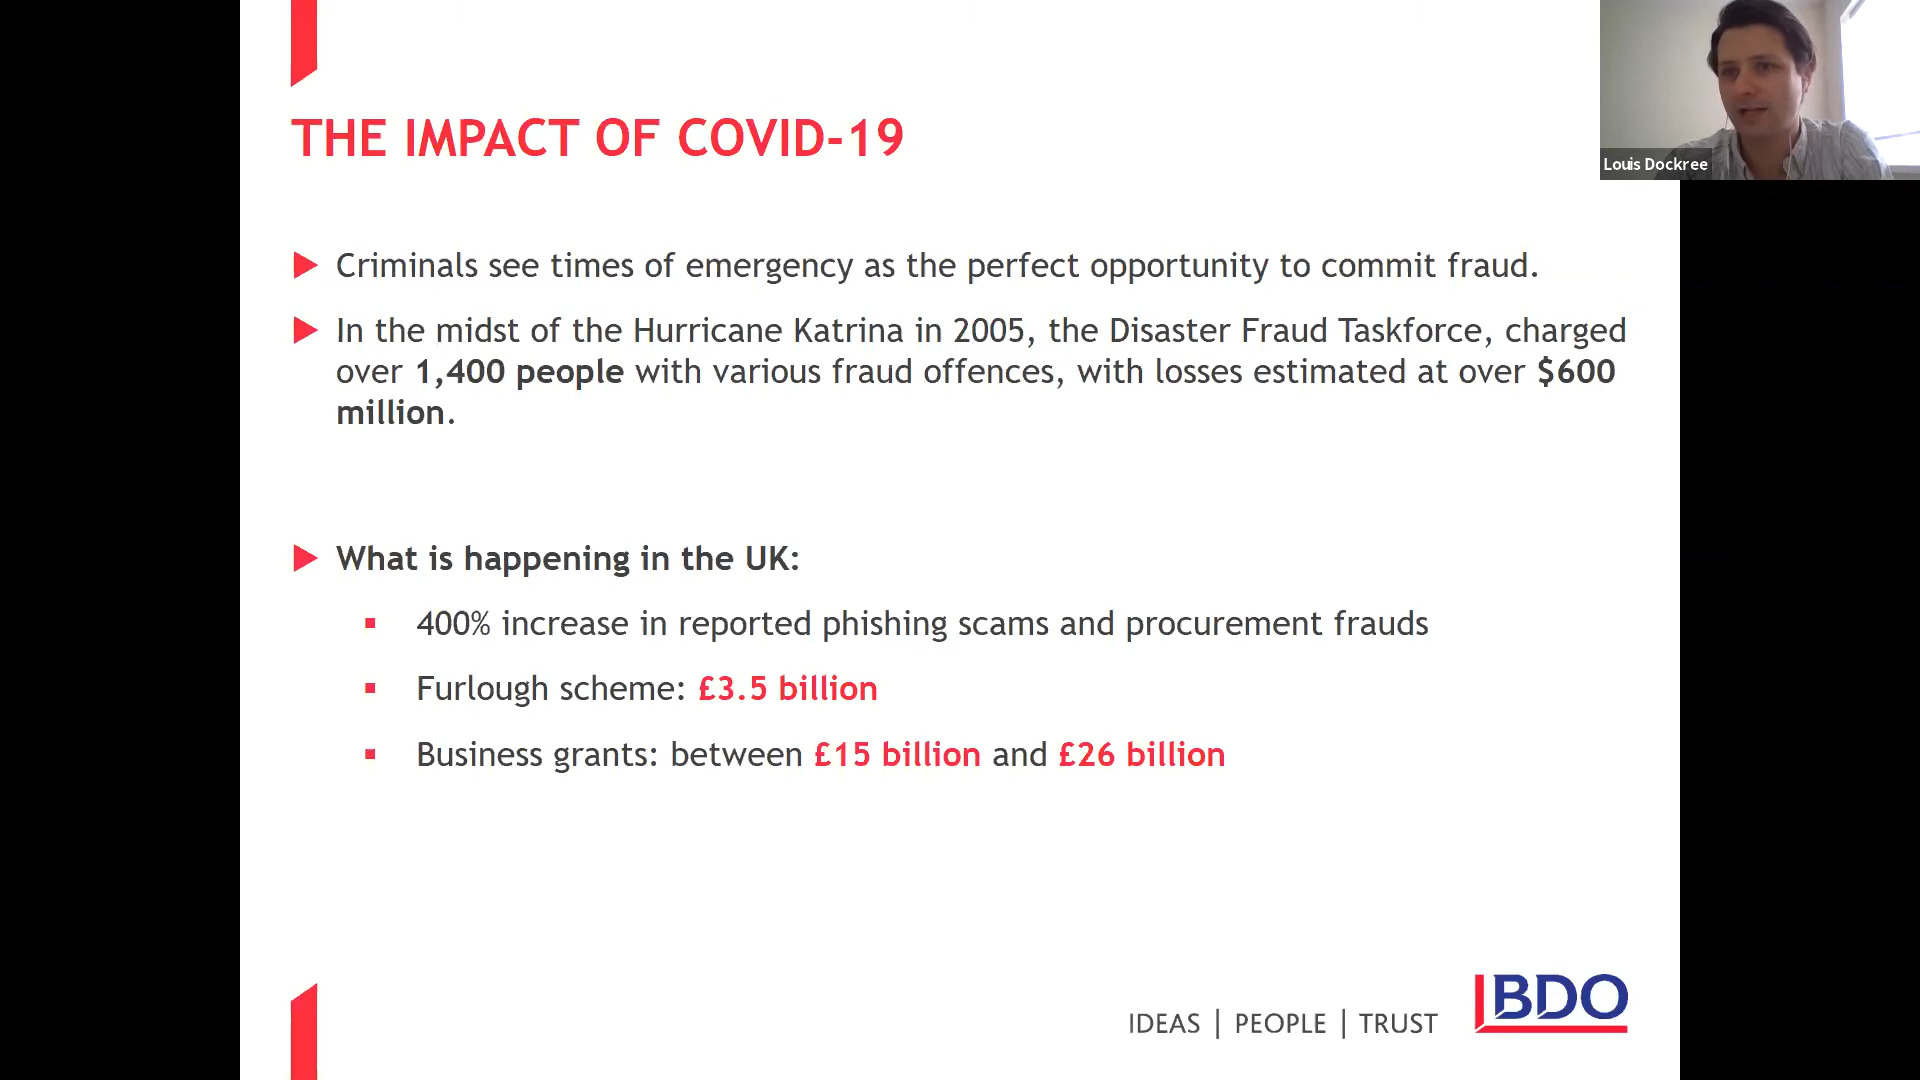 Louis Dockree
THE IMPACT OF COVID-19
Criminals see times of emergency as the perfect opportunity to commit fraud.
In the midst of the Hurricane Katrina in 2005, the Disaster Fraud Taskforce, charged
over 1,400 people with various fraud offences, with losses estimated at over $600
million.
What is happening in the UK:
400% increase in reported phishing scams and procurement frauds
Furlough scheme: £3.5 billion
Business grants: between £15 billion and £26 billion
IDEAS | PEOPLE | TRUST
BDO